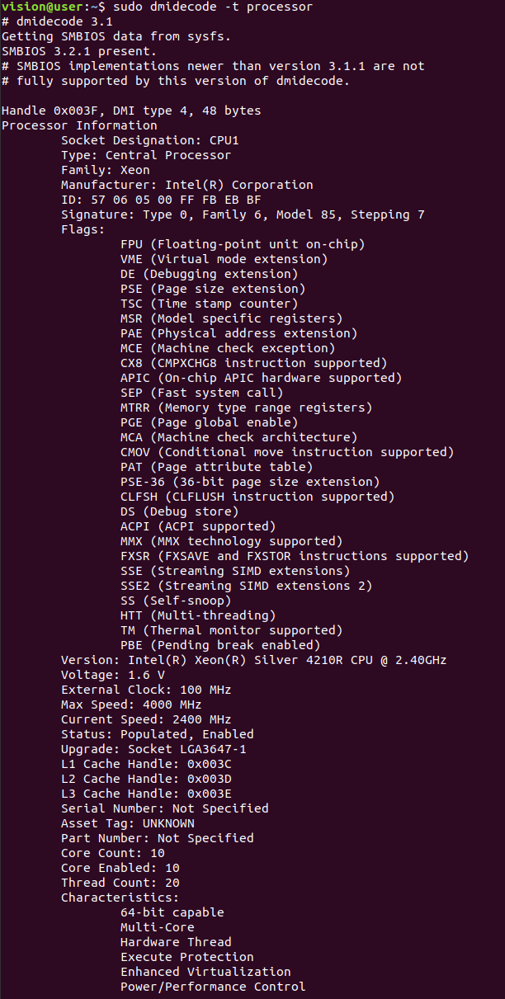 vision@user:~$ sudo dmidecode -t processor
# dmidecode 3.1
Getting SMBIOS data from sysfs.
SMBIOS 3.2.1 present.
# SMBIOS implementations newer than version 3.1.1 are not
# fully supported by this version of dmidecode.

Handle 0x003F, DMI type 4, 48 bytes
Processor Information
	Socket Designation: CPU1
	Type: Central Processor
	Family: Xeon
	Manufacturer: Intel(R) Corporation
	ID: 57 06 05 00 FF FB EB BF
	Signature: Type 0, Family 6, Model 85, Stepping 7
	Flags:
		FPU (Floating-point unit on-chip)
		VME (Virtual mode extension)
		DE (Debugging extension)
		PSE (Page size extension)
		TSC (Time stamp counter)
		MSR (Model specific registers)
		PAE (Physical address extension)
		MCE (Machine check exception)
		CX8 (CMPXCHG8 instruction supported)
		APIC (On-chip APIC hardware supported)
		SEP (Fast system call)
		MTRR (Memory type range registers)
		PGE (Page global enable)
		MCA (Machine check architecture)
		CMOV (Conditional move instruction supported)
		PAT (Page attribute table)
		PSE-36 (36-bit page size extension)
		CLFSH (CLFLUSH instruction supported)
		DS (Debug store)
		ACPI (ACPI supported)
		MMX (MMX technology supported)
		FXSR (FXSAVE and FXSTOR instructions supported)
		SSE (Streaming SIMD extensions)
		SSE2 (Streaming SIMD extensions 2)
		SS (Self-snoop)
		HTT (Multi-threading)
		TM (Thermal monitor supported)
		PBE (Pending break enabled)
	Version: Intel(R) Xeon(R) Silver 4210R CPU @ 2.40GHz
	Voltage: 1.6 V
	External Clock: 100 MHz
	Max Speed: 4000 MHz
	Current Speed: 2400 MHz
	Status: Populated, Enabled
	Upgrade: Socket LGA3647-1
	L1 Cache Handle: 0x003C
	L2 Cache Handle: 0x003D
	L3 Cache Handle: 0x003E
	Serial Number: Not Specified
	Asset Tag: UNKNOWN
	Part Number: Not Specified
	Core Count: 10
	Core Enabled: 10
	Thread Count: 20
	Characteristics:
		64-bit capable
		Multi-Core
		Hardware Thread
		Execute Protection
		Enhanced Virtualization
		Power/Performance Control